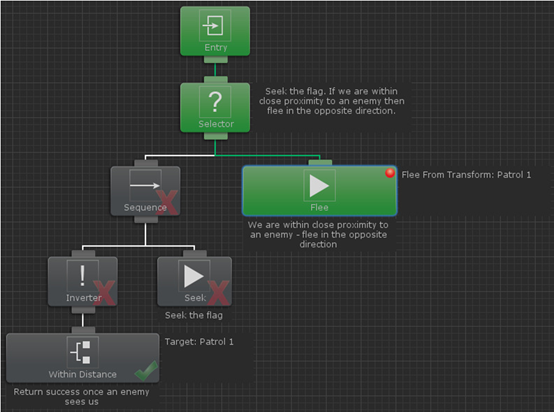 Entry
Seek the flag. If we are within
close proximity to an enemy then
flee in the opposite direction.
Selector
Flee From Transform: Patrol 1
Sequence
Flee
We are within close proximity to
an enemy - flee in the opposite
direction
Inverter
Seek
Seek the flag
Target: Patrol 1
Within Distance
Return success once an enemy
sees us